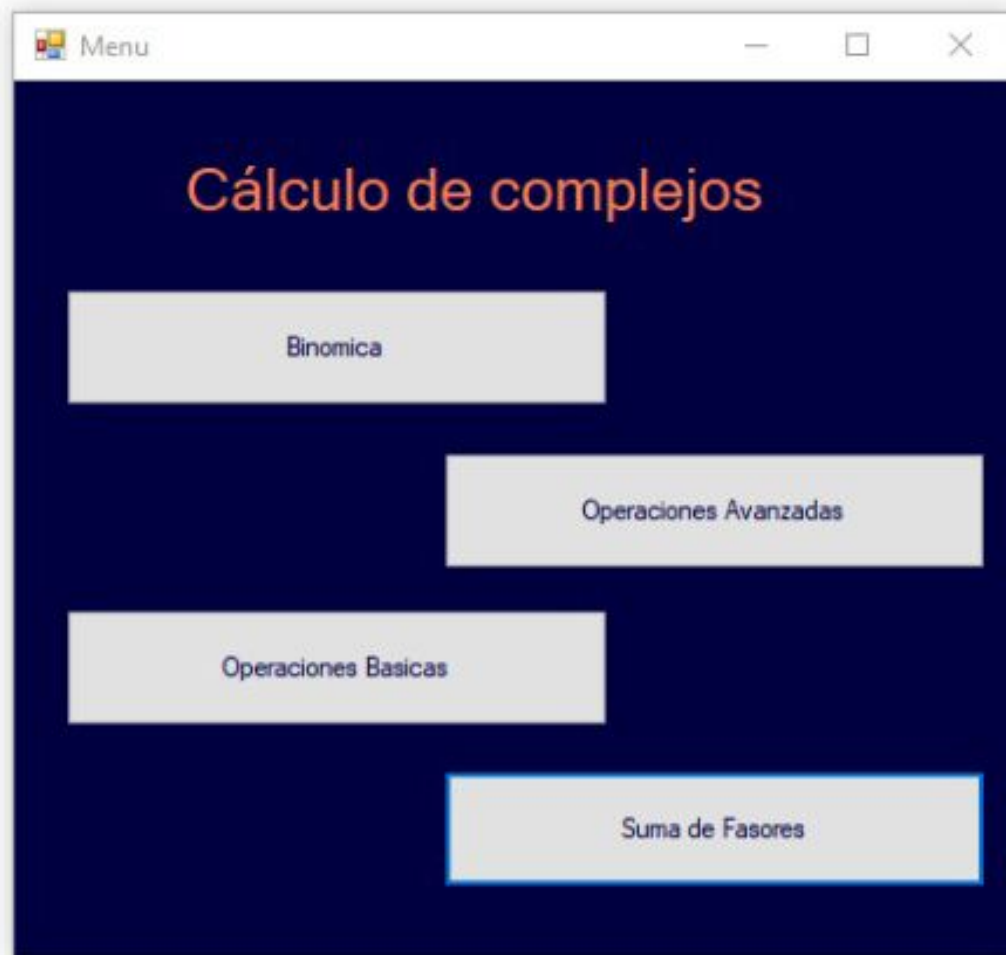 Menu
Cálculo de complejos
Binomica
Operaciones Avanzadas
Operaciones Basicas
Suma de Fasores